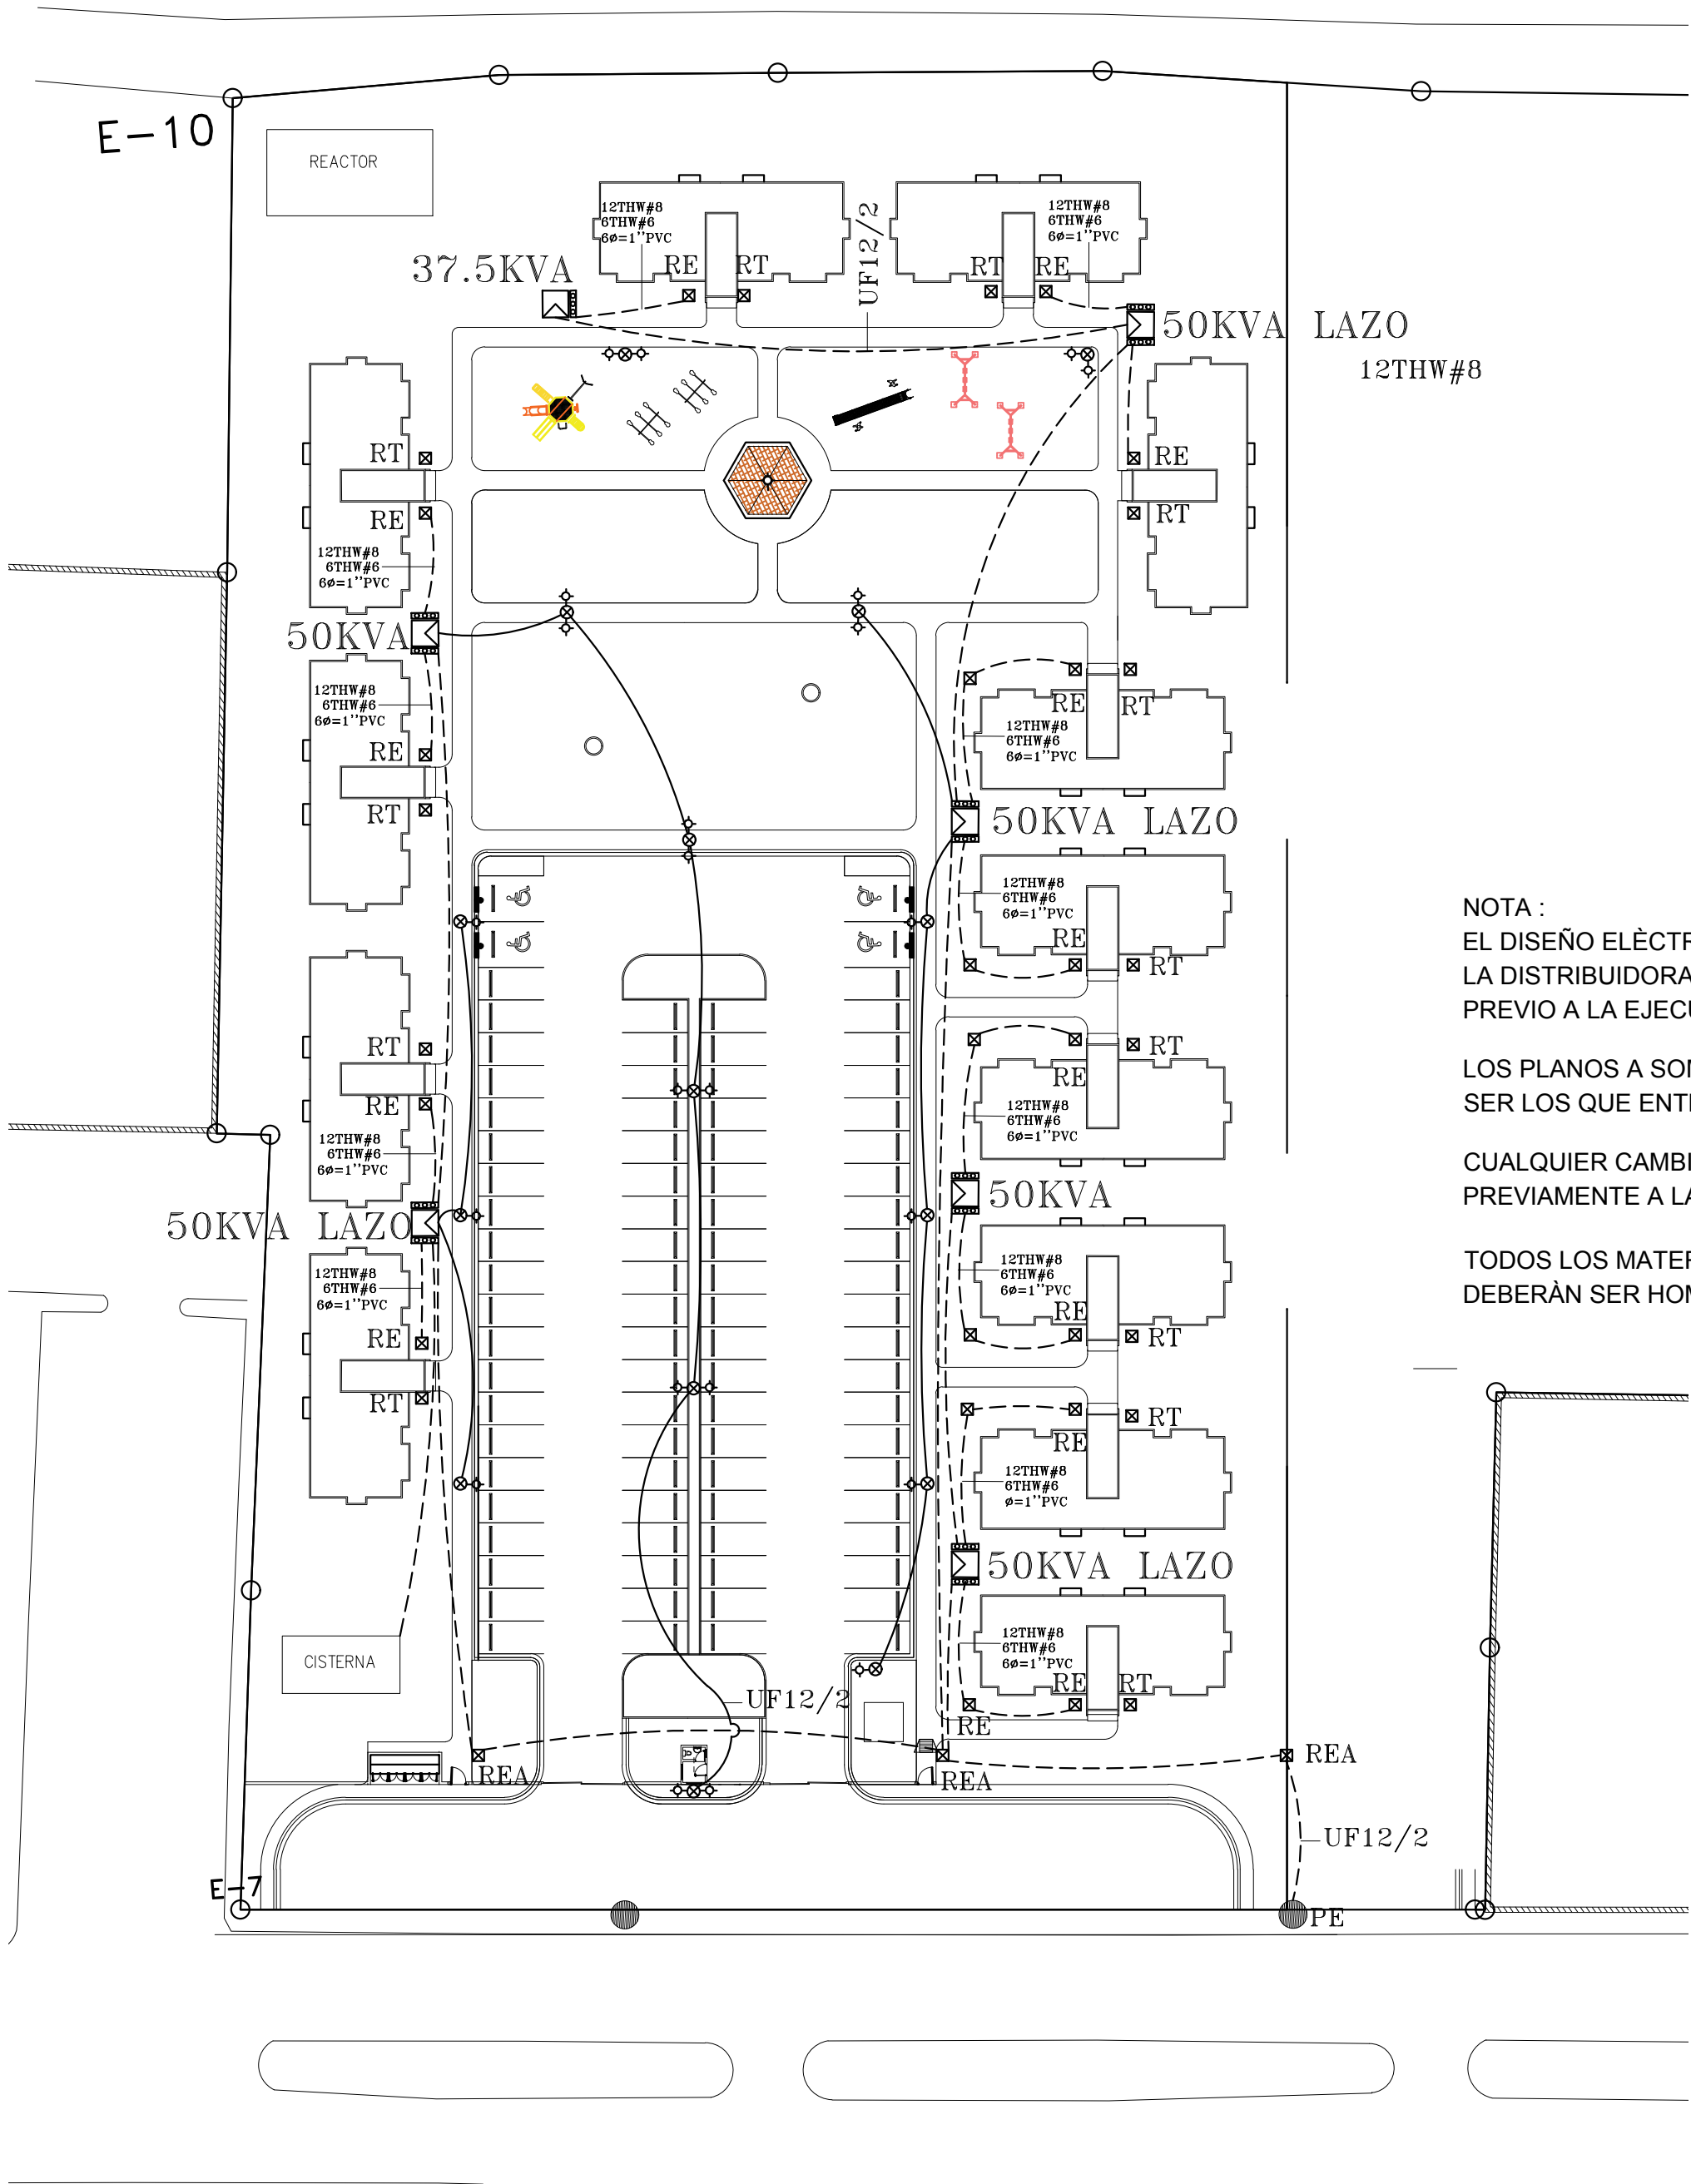 E-10
REACTOR
12THW#8
6THW#6
6ø=1''PVC
UF12/2
12THW#8
6THW#6
6ø=1''PVC
37.5KVA
RE
RT
RT
RE
50KVA LAZO
12THW#8
RT
RE
12THW#8
6THW#6
6ø=1''PVC
RE
RT
50KVA
12THW#8
6THW#6
6ø=1''PVC
RE
RT
RE
RT
12THW#8
6THW#6
6ø=1''PVC
50KVA LAZO
12THW#8
6THW#6
6ø=1''PVC
RE
RT
NOTA :
EL DISEÑO ELÈCTR
LA DISTRIBUIDORA
PREVIO A LA EJECU
LOS PLANOS A SOM
SER LOS QUE ENT
CUALQUIER CAMBI
PREVIAMENTE A LA
TODOS LOS MATER
DEBERÀN SER HOM
RT
RE
12THW#8
6THW#6
6ø=1''PVC
RT
RE
12THW#8
6THW#6
6ø=1''PVC
50KVA
50KVA LAZO
12THW#8
6THW#6
6ø=1''PVC
RE
RT
12THW#8
6THW#6
6ø=1''PVC
RE
RT
RT
RE
12THW#8
6THW#6
ø=1''PVC
50KVA LAZO
12THW#8
6THW#6
6ø=1''PVC
RE
RT
CISTERNA
UF12/2
RE
REA
REA
REA
UF12/2
E-7
PE